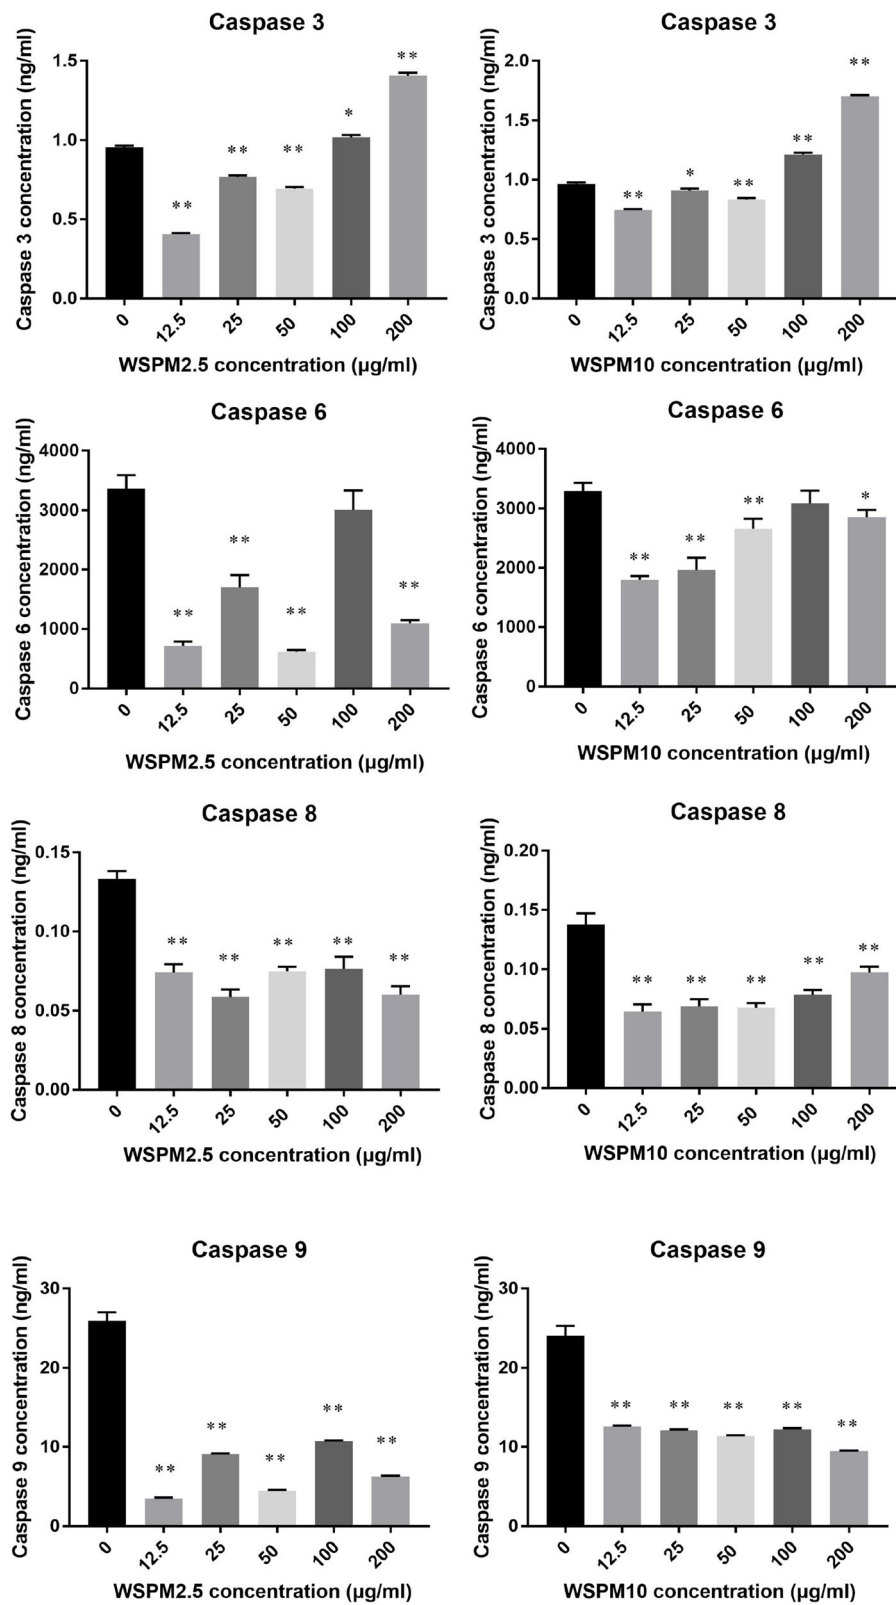 Caspase 3
Caspase 3 concentration (ng/ml)
1.5
1.0
0.5
0.0
**
**
**
*
**
0 12.5 25 50 100 200
WSPM2.5 concentration (µg/ml)
Caspase 3
Caspase 3 concentration (ng/ml)
2.0
1.5
1.0
0.5
0.0
**
*
**
**
**
0 12.5 25 50 100 200
WSPM10 concentration (µg/ml)
Caspase 6
Caspase 6 concentration (ng/ml)
4000
3000
2000
1000
0
**
**
**
**
0 12.5 25 50 100 200
WSPM2.5 concentration (µg/ml)
Caspase 6
Caspase 6 concentration (ng/ml)
4000
3000
2000
1000
0
**
**
**
*
0 12.5 25 50 100 200
WSPM10 concentration (µg/ml)
Caspase 8
Caspase 8 concentration (ng/ml)
0.15
0.10
0.05
0.00
**
**
**
**
**
0 12.5 25 50 100 200
WSPM2.5 concentration (µg/ml)
Caspase 8
Caspase 8 concentration (ng/ml)
0.20
0.15
0.10
0.05
0.00
**
**
**
**
**
0 12.5 25 50 100 200
WSPM10 concentration (µg/ml)
Caspase 9
Caspase 9 concentration (ng/ml)
30
20
10
0
**
**
**
**
**
0 12.5 25 50 100 200
WSPM2.5 concentration (µg/ml)
Caspase 9
Caspase 9 concentration (ng/ml)
30
20
10
0
**
**
**
**
**
0 12.5 25 50 100 200
WSPM10 concentration (µg/ml)